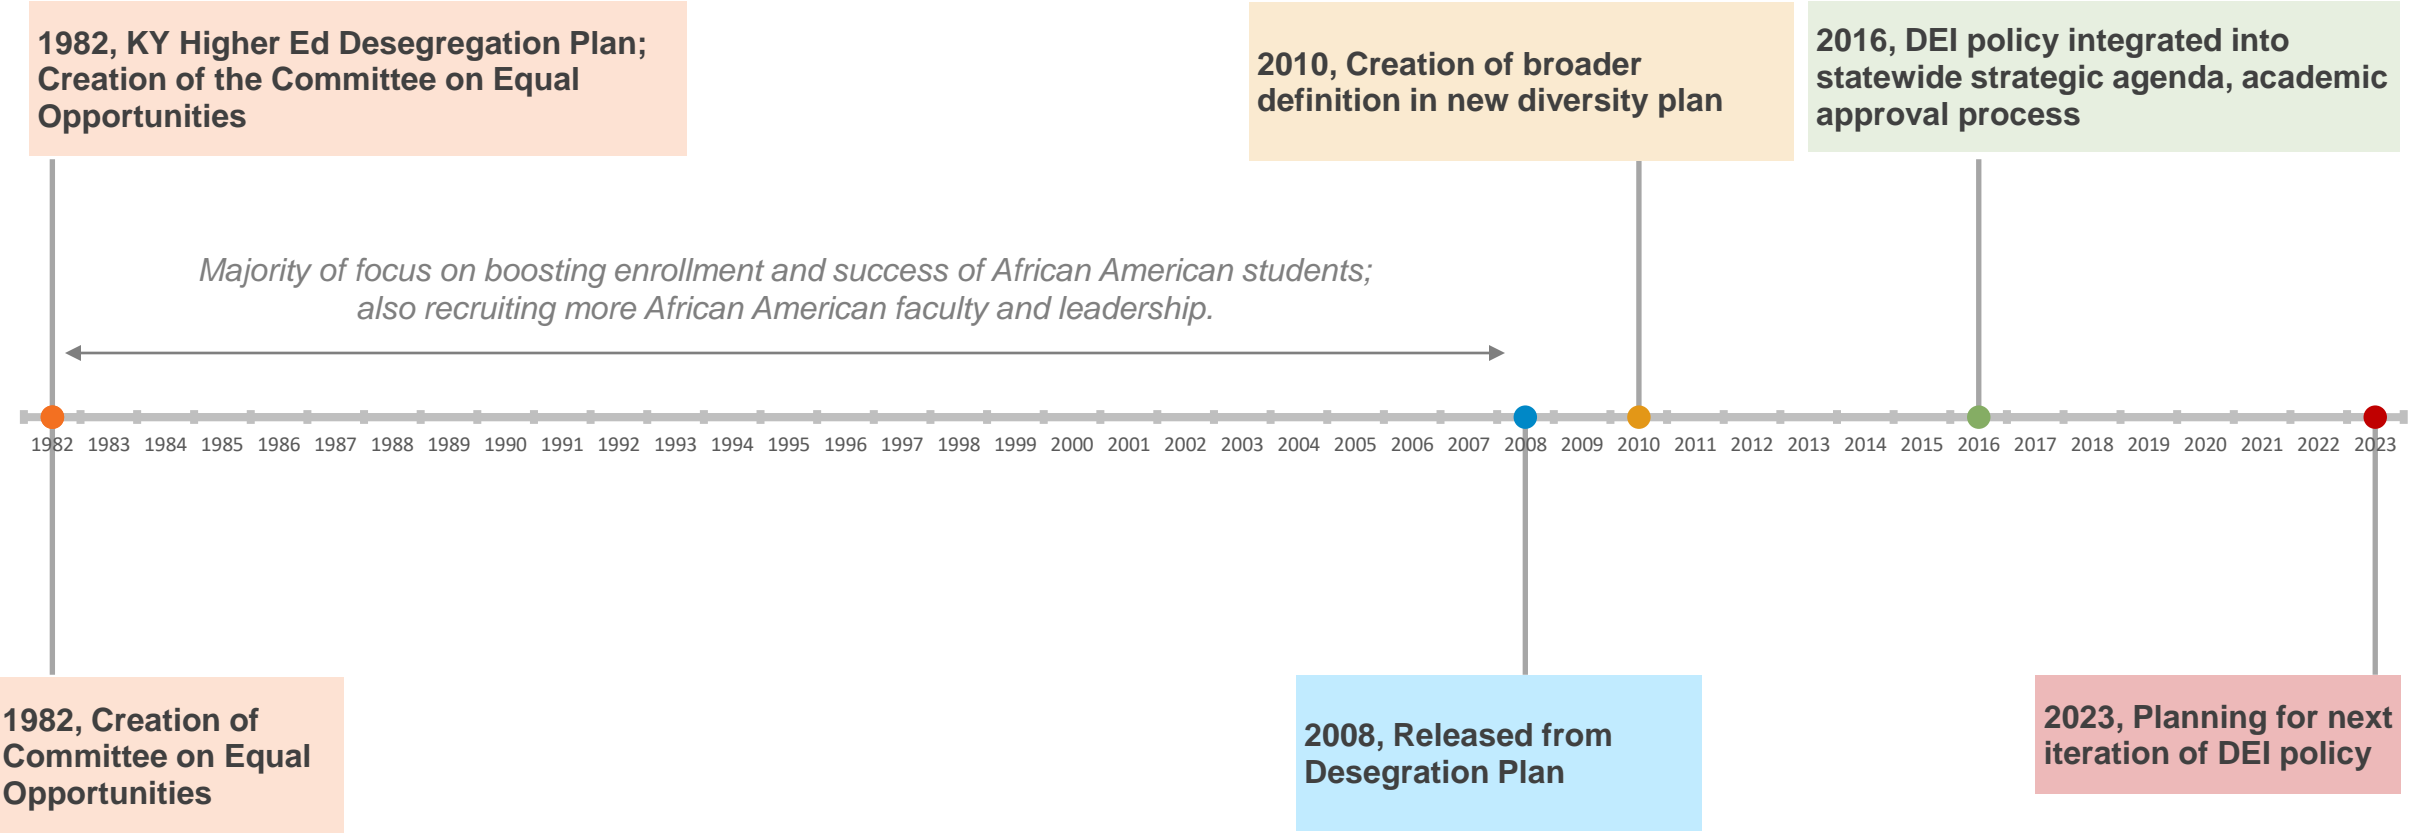 1982, KY Higher Ed Desegregation Plan;
Creation of the Committee on Equal
Opportunities
2010, Creation of broader
definition in new diversity plan
2016, DEI policy integrated into
statewide strategic agenda, academic
approval process
Majority of focus on boosting enrollment and success of African American students;
also recruiting more African American faculty and leadership.
1982 1983 1984 1985 1986 1987 1988 1989 1990 1991 1992 1993 1994 1995 1996 1997 1998 1999 2000 2001 2002 2003 2004 2005 2006 2007 2008 2009 2010 2011 2012 2013 2014 2015 2016 2017 2018 2019 2020 2021 2022 2023
1982, Creation of
Committee on Equal
Opportunities
2008, Released from
Desegration Plan
2023, Planning for next
iteration of DEI policy